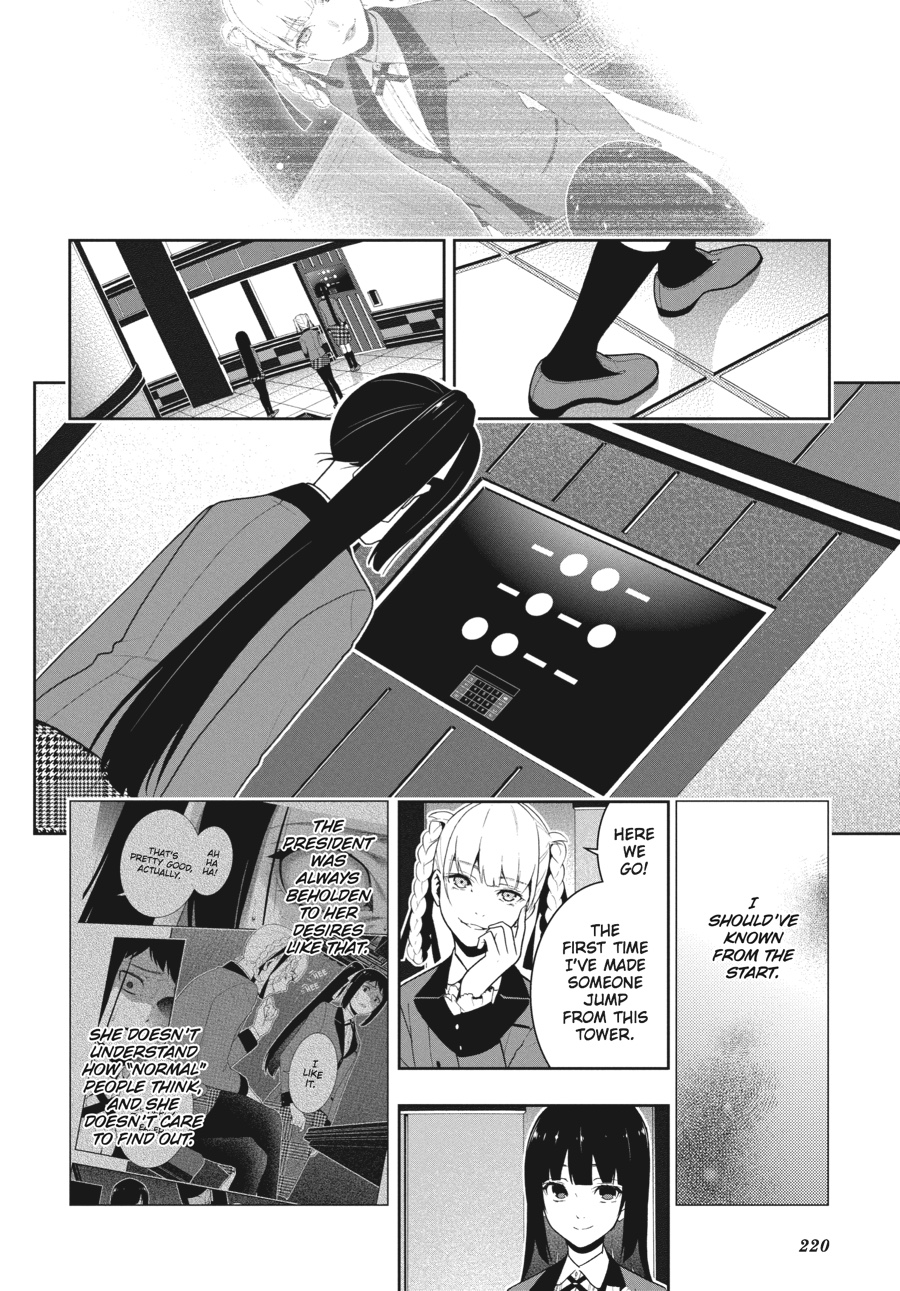 I
SHOULD'VE
KNOWN
FROM THE
START.
HERE
WE
GO!
THE
FIRST TIME
I'VE MADE
SOMEONE
JUMP
FROM THIS
TOWER.
THE
PRESIDENT
WAS
ALWAYS
BEHOLDEN
TO HER
DESIRES
LIKE THAT.
AH
HA
HA!
THAT'S
PRETTY GOOD,
ACTUALLY.
I
LIKE
IT.
SHE DOESN'T
UNDERSTAND
HOW "NORMAL"
PEOPLE THINK,
AND SHE
DOESN'T CARE
TO FIND OUT.
220